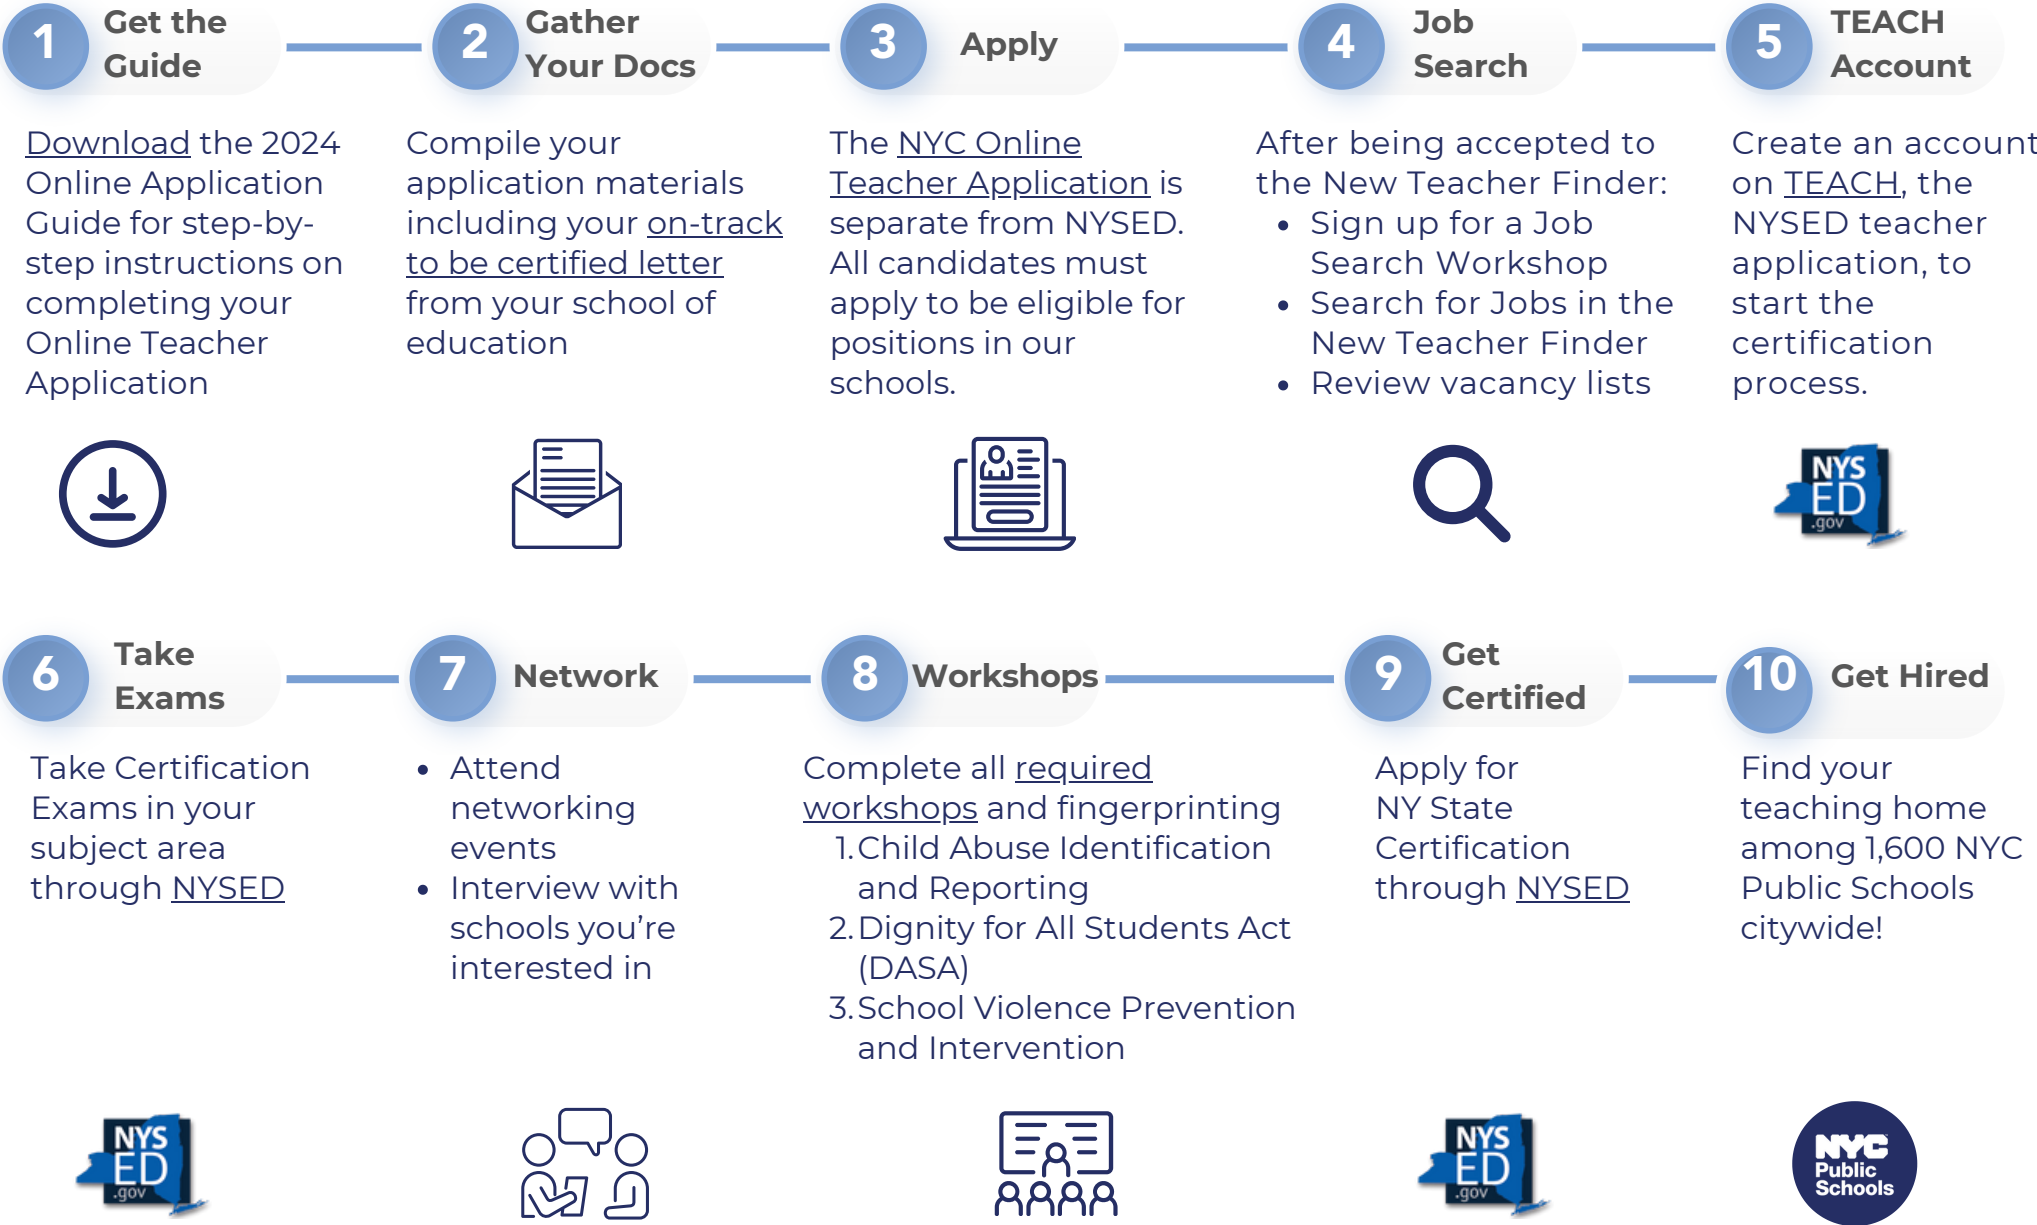 1
Get the
Guide
Download the 2024
Online Application
Guide for step-by-
step instructions on
completing your
Online Teacher
Application
2
Gather
Your Docs
Compile your
application materials
including your on-track
to be certified letter
from your school of
education
3
Apply
The NYC Online
Teacher Application is
separate from NYSED.
All candidates must
apply to be eligible for
positions in our
schools.
4
Job
Search
After being accepted to
the New Teacher Finder:
• Sign up for a Job
Search Workshop
• Search for Jobs in the
New Teacher Finder
• Review vacancy lists
5
TEACH
Account
Create an account
on TEACH, the
NYSED teacher
application, to
start the
certification
process.
NYS
ED
.gov
6
Take
Exams
Take Certification
Exams in your
subject area
through NYSED
NYS
ED
.gov
7
Network
• Attend
networking
events
• Interview with
schools you’re
interested in
8
Workshops
Complete all required
workshops and fingerprinting
1. Child Abuse Identification
and Reporting
2. Dignity for All Students Act
(DASA)
3. School Violence Prevention
and Intervention
9
Get
Certified
Apply for
NY State
Certification
through NYSED
NYS
ED
.gov
10
Get Hired
Find your
teaching home
among 1,600 NYC
Public Schools
citywide!
NYC
Public
Schools